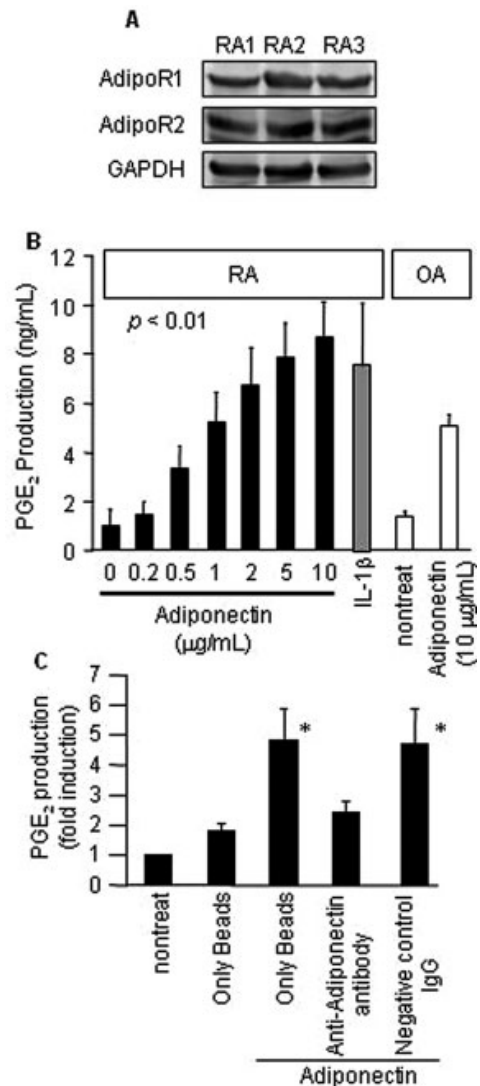 A
RA1 RA2 RA3
AdipoR1
AdipoR2
GAPDH
B
PGE₂ Production (ng/mL)
12
10
8
6
4
2
0
RA
OA
p < 0.01
0 0.2 0.5 1 2 5 10
Adiponectin
(μg/mL)
IL-1β
nontreat
Adiponectin
(10 μg/mL)
C
PGE₂ production
(fold induction)
7
6
5
4
3
2
1
0
*
*
nontreat
Only Beads
Only Beads
Anti-Adiponectin
antibody
Negative control
IgG
Adiponectin